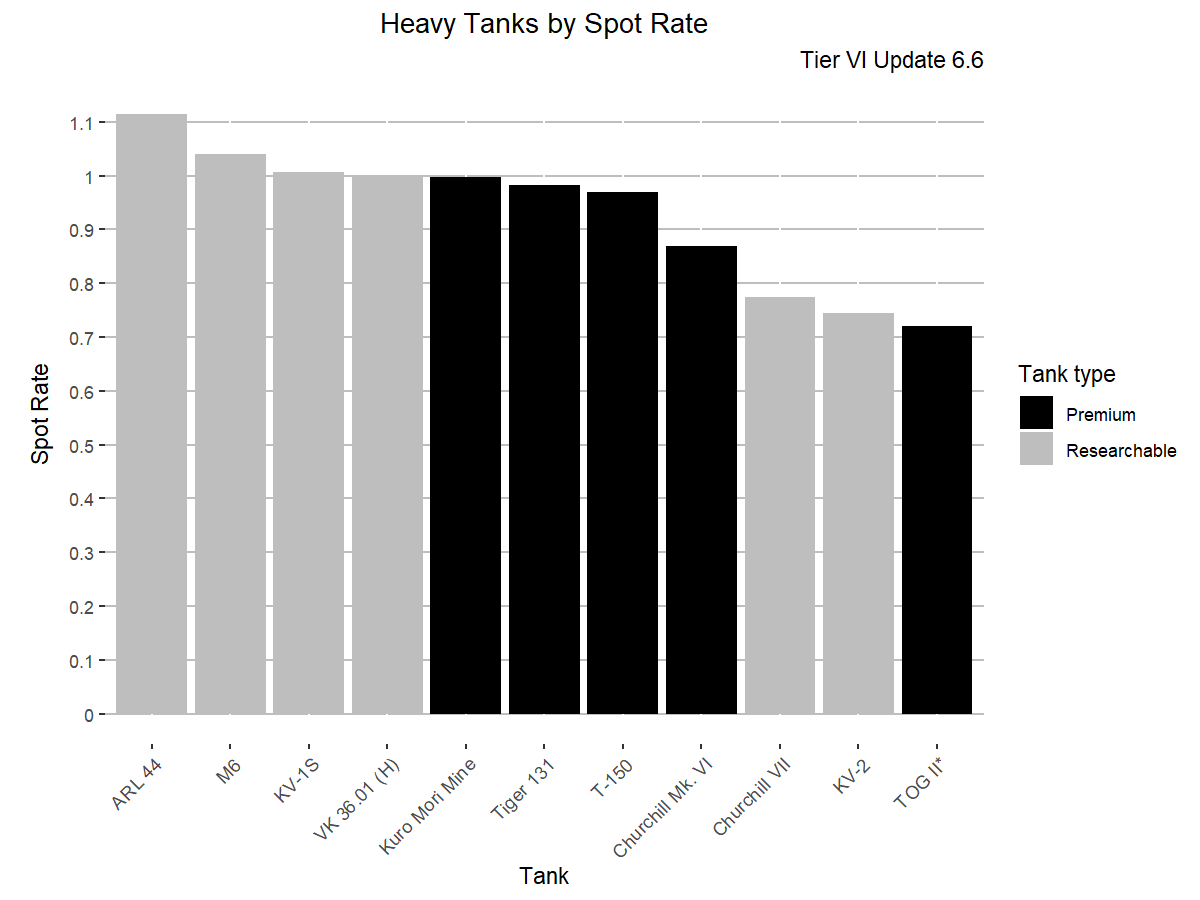 Heavy Tanks by Spot Rate
Tier VI Update 6.6
1.1
1
0.9
0.8
0.7
0.6
0.5
0.4
0.3
0.2
0.1
0
Spot Rate
ARL 44
M6
KV-1S
VK 36.01 (H)
Kuro Mori Mine
Tiger 131
T-150
Churchill Mk. VI
Churchill VII
KV-2
TOG II*
Tank
Tank type
Premium
Researchable